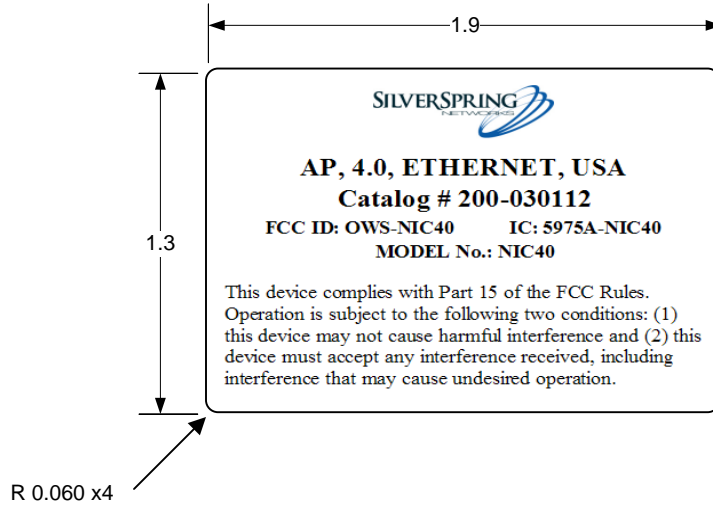 1.9
SILVERSPRING
NETWORKS
1.3
AP, 4.0, ETHERNET, USA
Catalog # 200-030112
FCC ID: OWS-NIC40 IC: 5975A-NIC40
MODEL No.: NIC40
This device complies with Part 15 of the FCC Rules.
Operation is subject to the following two conditions: (1)
this device may not cause harmful interference and (2) this
device must accept any interference received, including
interference that may cause undesired operation.
R 0.060 x4